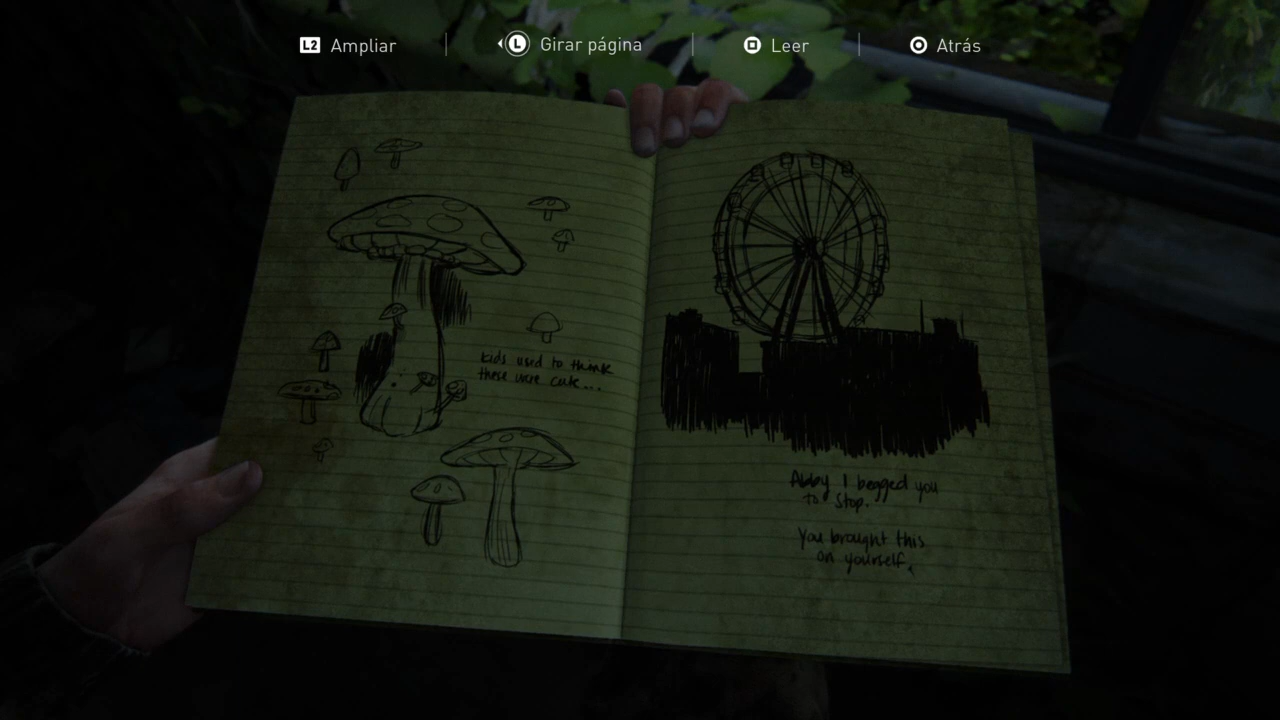 L2 Ampliar
L Girar página
Leer
Atrás
kids used to think
these were cute...
Abby I begged you
to stop.
You brought this
on yourself.